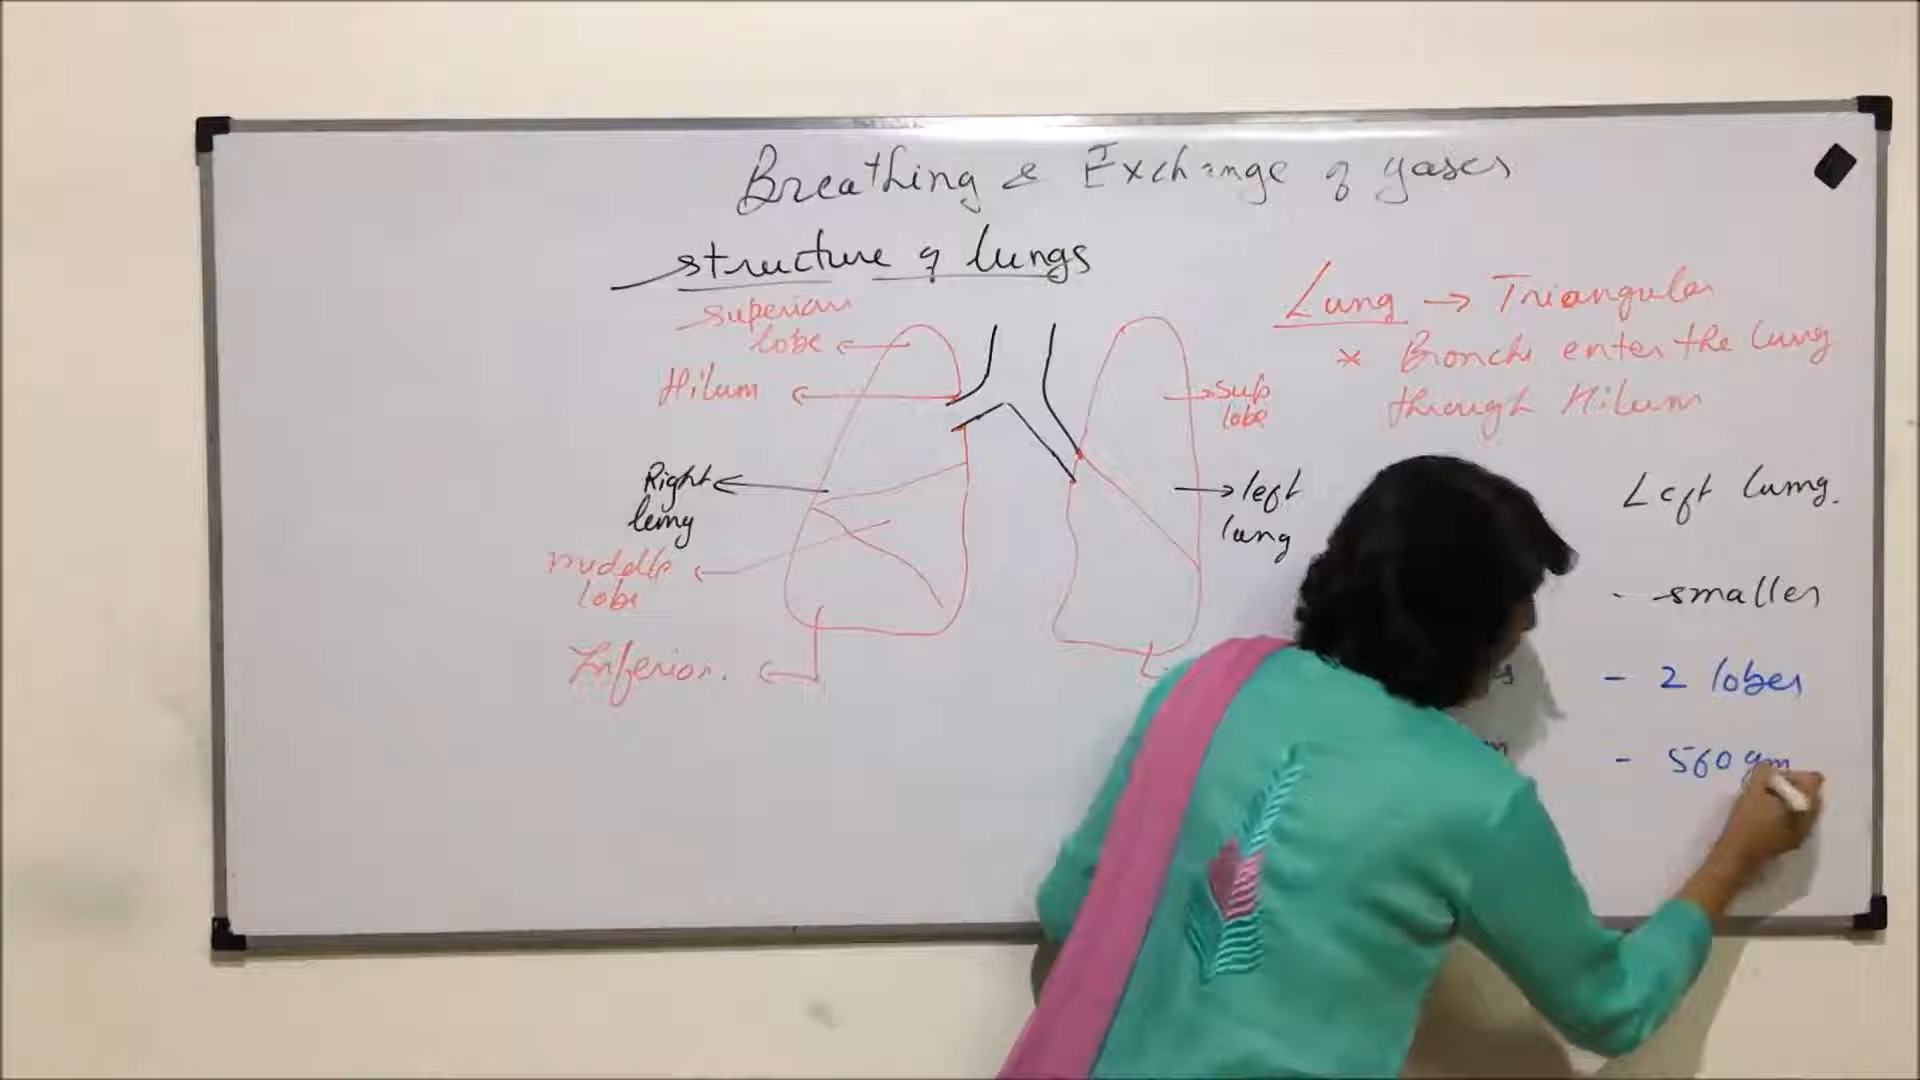 Breathing & Exchange of gases
structure of lungs
superior
lobe
Hilum
Right
lung
middle
lobe
Inferior.
sup
lobe
left
lung
Lung → Triangular
* Bronchi enter the lung
through Hilum
Left lung.
- smaller
- 2 lobes
- 560 gm